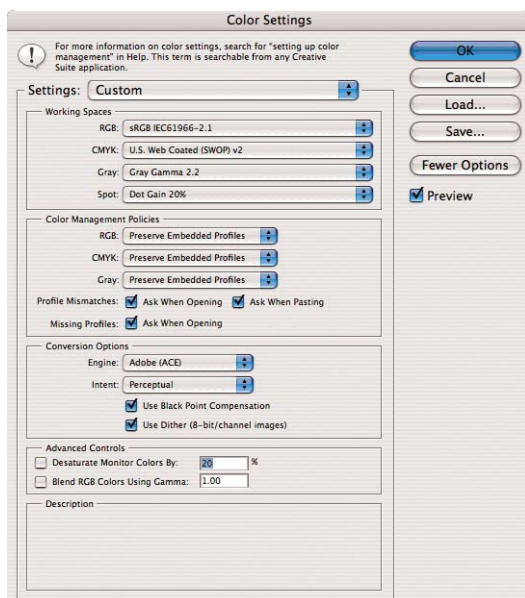 Color Settings
For more information on color settings, search for "setting up color
management" in Help. This term is searchable from any Creative
Suite application.
OK
Cancel
Load...
Save...
Fewer Options
Preview
Settings: Custom
Working Spaces
RGB: sRGB IEC61966-2.1
CMYK: U.S. Web Coated (SWOP) v2
Gray: Gray Gamma 2.2
Spot: Dot Gain 20%
Color Management Policies
RGB: Preserve Embedded Profiles
CMYK: Preserve Embedded Profiles
Gray: Preserve Embedded Profiles
Profile Mismatches: Ask When Opening Ask When Pasting
Missing Profiles: Ask When Opening
Conversion Options
Engine: Adobe (ACE)
Intent: Perceptual
Use Black Point Compensation
Use Dither (8-bit/channel images)
Advanced Controls
Desaturate Monitor Colors By: 20 %
Blend RGB Colors Using Gamma: 1.00
Description